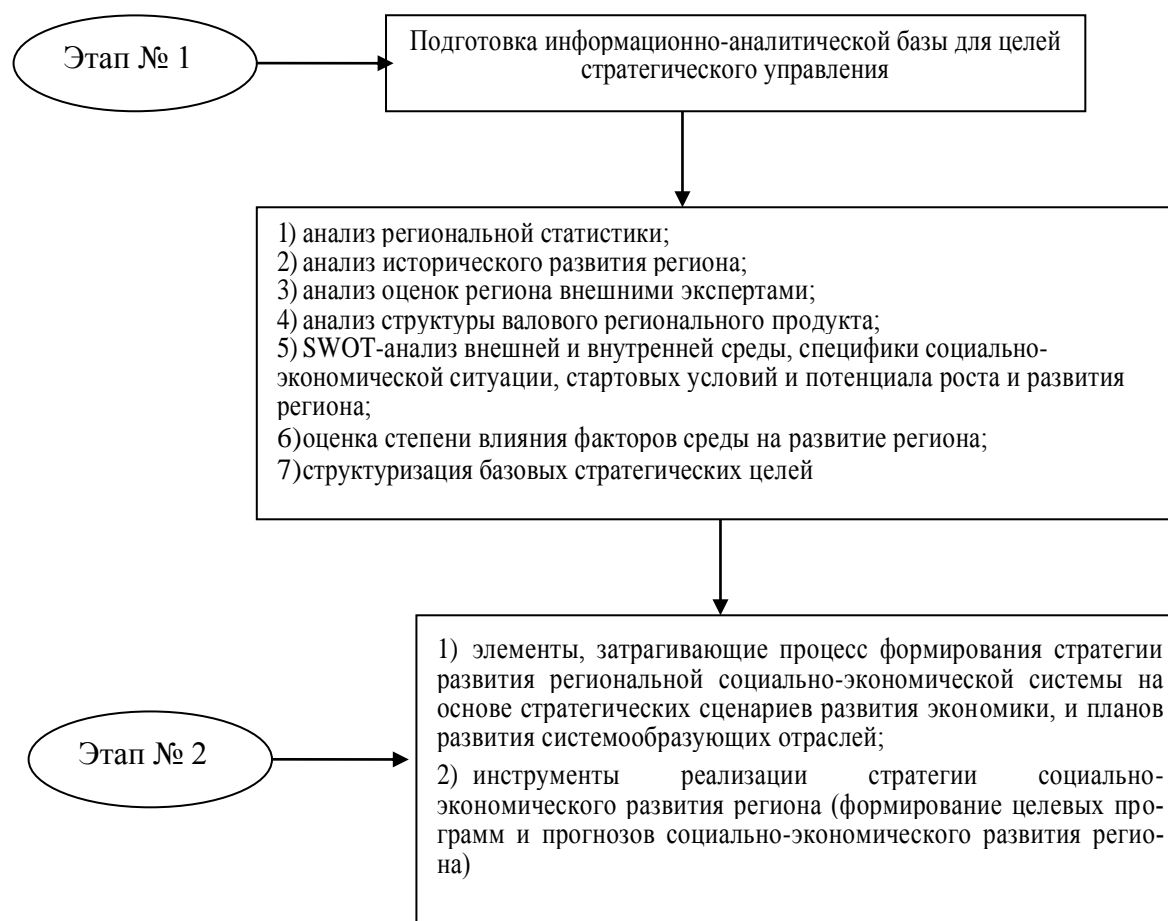 Этап № 1
Подготовка информационно-аналитической базы для целей
стратегического управления
1) анализ региональной статистики;
2) анализ исторического развития региона;
3) анализ оценок региона внешними экспертами;
4) анализ структуры валового регионального продукта;
5) SWOT-анализ внешней и внутренней среды, специфики социально-
экономической ситуации, стартовых условий и потенциала роста и развития
региона;
6)оценка степени влияния факторов среды на развитие региона;
7)структуризация базовых стратегических целей
Этап № 2
1) элементы, затрагивающие процесс формирования стратегии
развития региональной социально-экономической системы на
основе стратегических сценариев развития экономики, и планов
развития системообразующих отраслей;
2) инструменты реализации стратегии социально-
экономического развития региона (формирование целевых про-
грамм и прогнозов социально-экономического развития регио-
на)